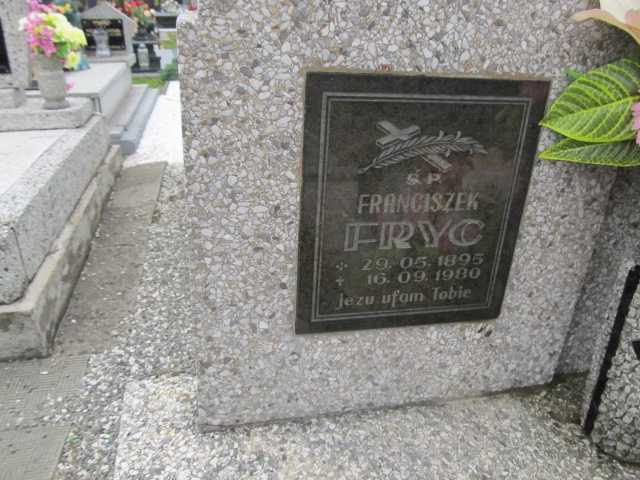 Ś. P.
FRANCISZEK
FRYC
* 29.05.1895
+ 16.09.1980
Jezu ufam Tobie